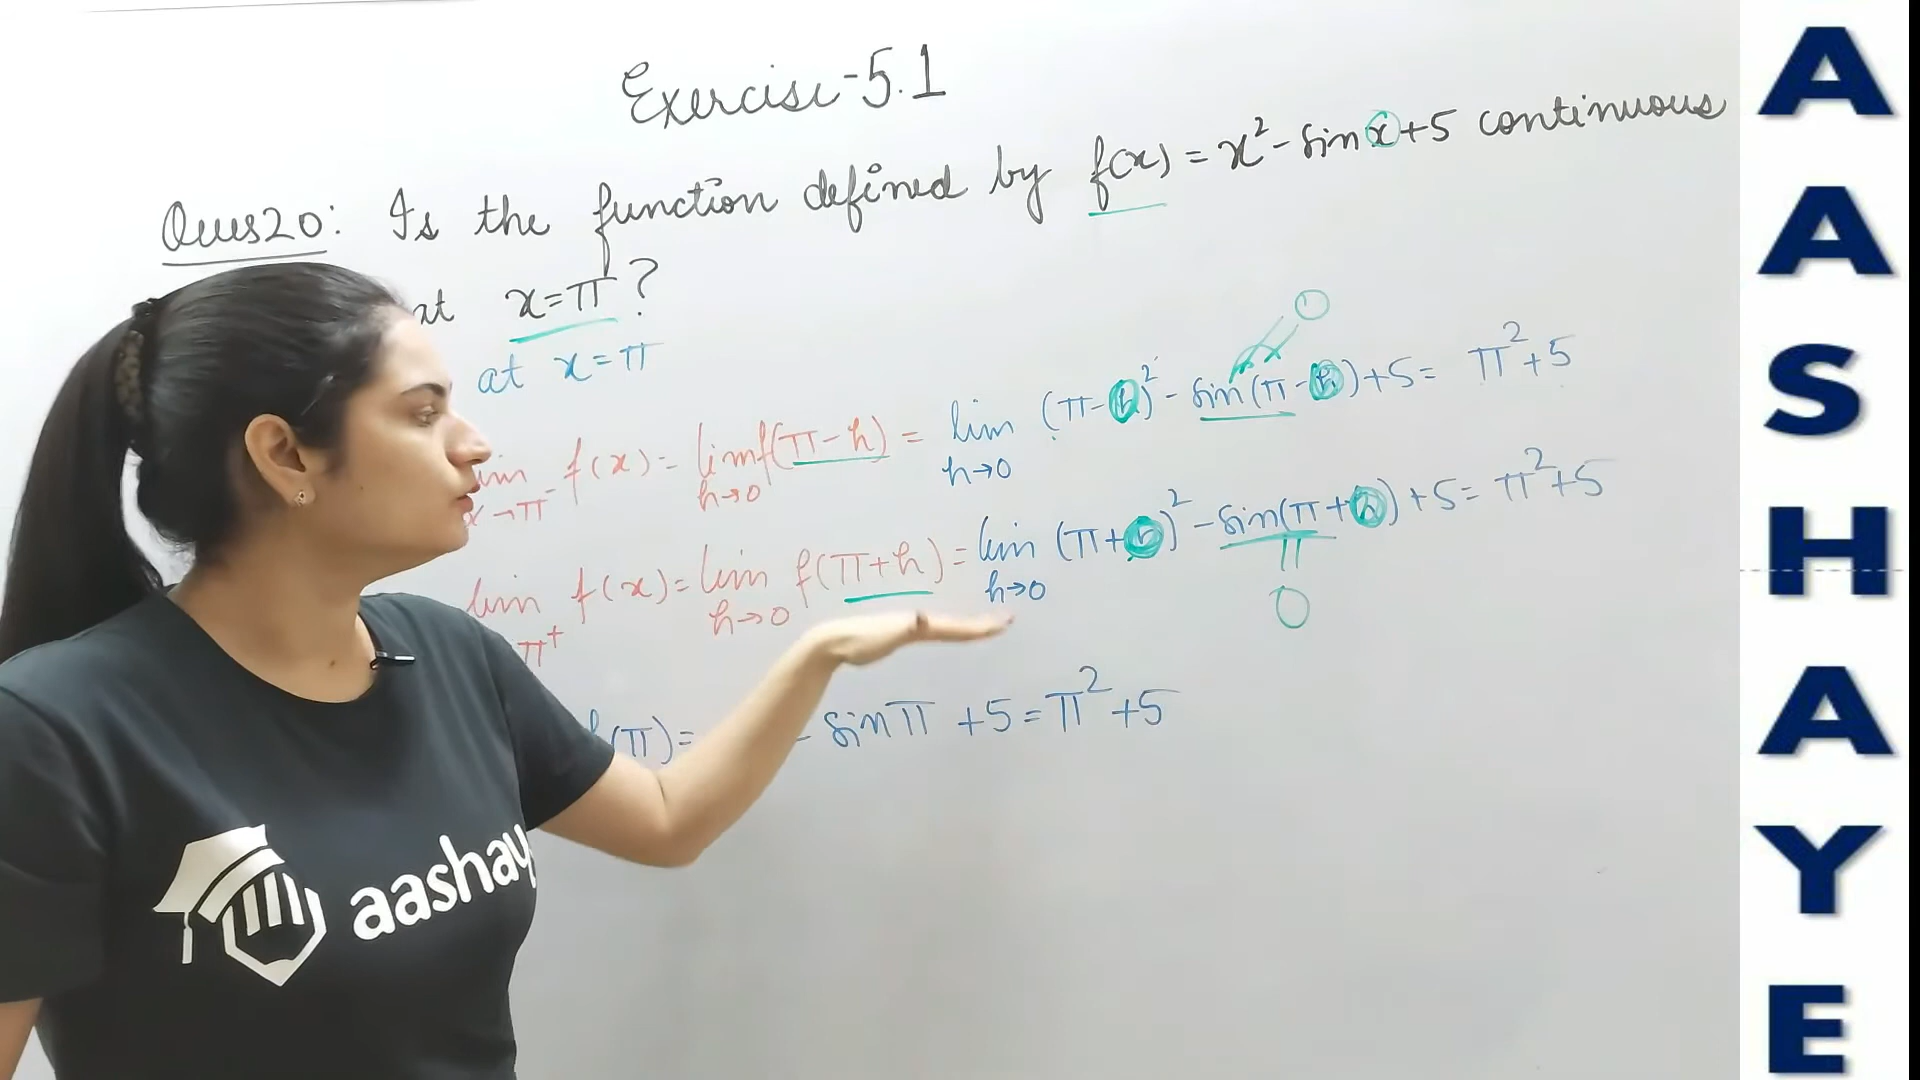 Exercise-5.1
Ques20: Is the function defined by f(x) = x² - sin x + 5 continuous
at x = π ?
at x = π
lim x→π⁻ f(x) = lim h→0 f(π - h) = lim h→0 (π - h)² - sin(π - h) + 5 = π² + 5
0
lim π⁺ f(x) = lim h→0 f(π + h) = lim h→0 (π + h)² - sin(π + h) + 5 = π² + 5
0
f(π) = - sin π + 5 = π² + 5
aashay
AASHAYE